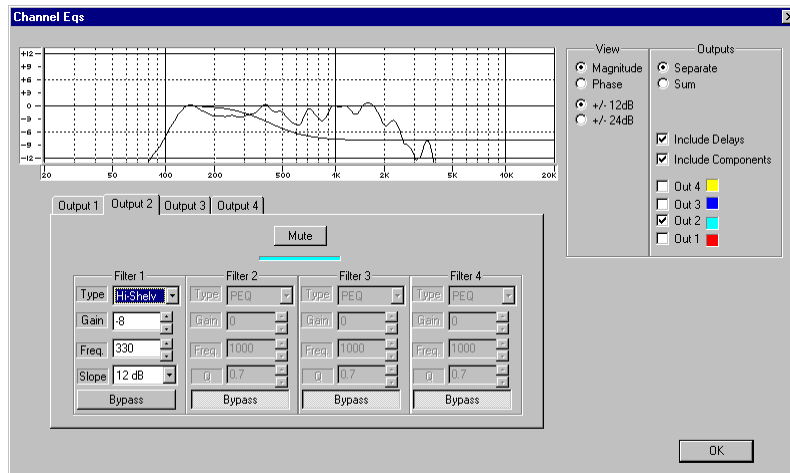 Channel Eqs
+12
+9
+6
+3
0
-3
-6
-9
-12
20 50 100 200 500 1K 2K 5K 10K 20K
View
Magnitude
Phase
+/- 12dB
+/- 24dB
Outputs
Separate
Sum
Include Delays
Include Components
Out 4
Out 3
Out 2
Out 1
Output 1 Output 2 Output 3 Output 4
Mute
Filter 1
Type Hi-Shelv
Gain -8
Freq. 330
Slope 12 dB
Bypass
Filter 2
Type PEQ
Gain 0
Freq. 1000
Q 0.7
Bypass
Filter 3
Type PEQ
Gain 0
Freq. 1000
Q 0.7
Bypass
Filter 4
Type PEQ
Gain 0
Freq. 1000
Q 0.7
Bypass
OK